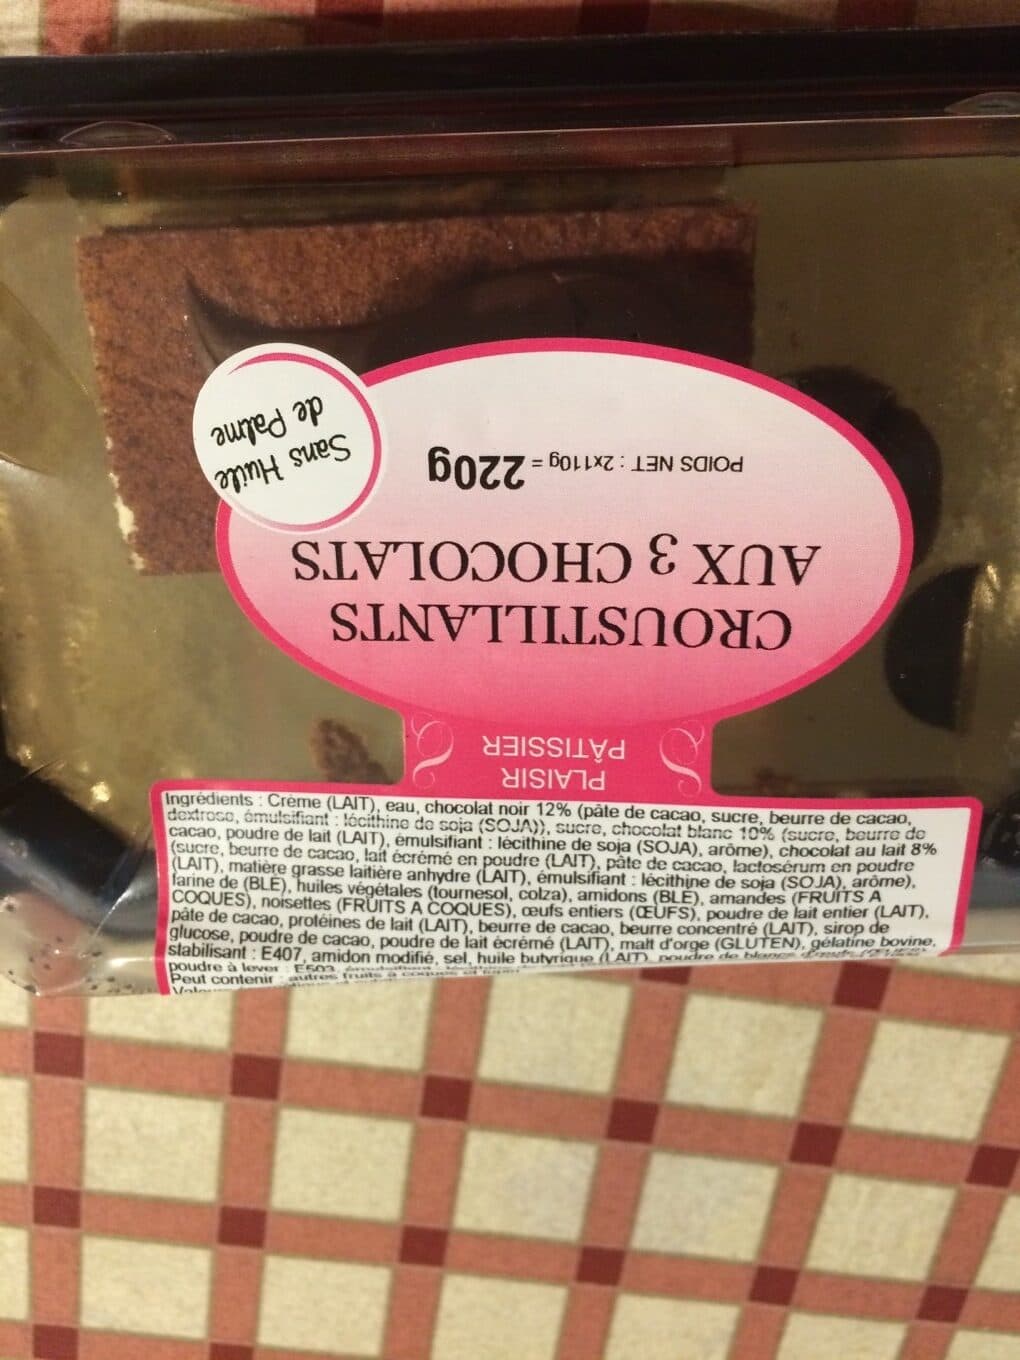 Sans Huile
de Palme
POIDS NET : 2x110g = 220g
CROUSTILLANTS
AUX 3 CHOCOLATS
PLAISIR
PÂTISSIER
Ingrédients : Crème (LAIT), eau, chocolat noir 12% (pâte de cacao, sucre, beurre de cacao,
dextrose, émulsifiant : lécithine de soja (SOJA)), sucre, chocolat blanc 10% (sucre, beurre de
cacao, poudre de lait (LAIT), émulsifiant : lécithine de soja (SOJA), arôme), chocolat au lait 8%
(sucre, beurre de cacao, lait écrémé en poudre (LAIT), pâte de cacao, lactosérum en poudre
(LAIT), matière grasse laitière anhydre (LAIT), émulsifiant : lécithine de soja (SOJA), arôme),
farine de (BLE), huiles végétales (tournesol, colza), amidons (BLE), amandes (FRUITS A
COQUES), noisettes (FRUITS A COQUES), œufs entiers (ŒUFS), poudre de lait entier (LAIT),
pâte de cacao, protéines de lait (LAIT), beurre de cacao, beurre concentré (LAIT), sirop de
glucose, poudre de cacao, poudre de lait écrémé (LAIT), malt d'orge (GLUTEN), gélatine bovine,
stabilisant : E407, amidon modifié, sel, huile butyrique (LAIT), poudre de blancs
poudre à lever : E503,
Peut contenir : autres fruits à coques et